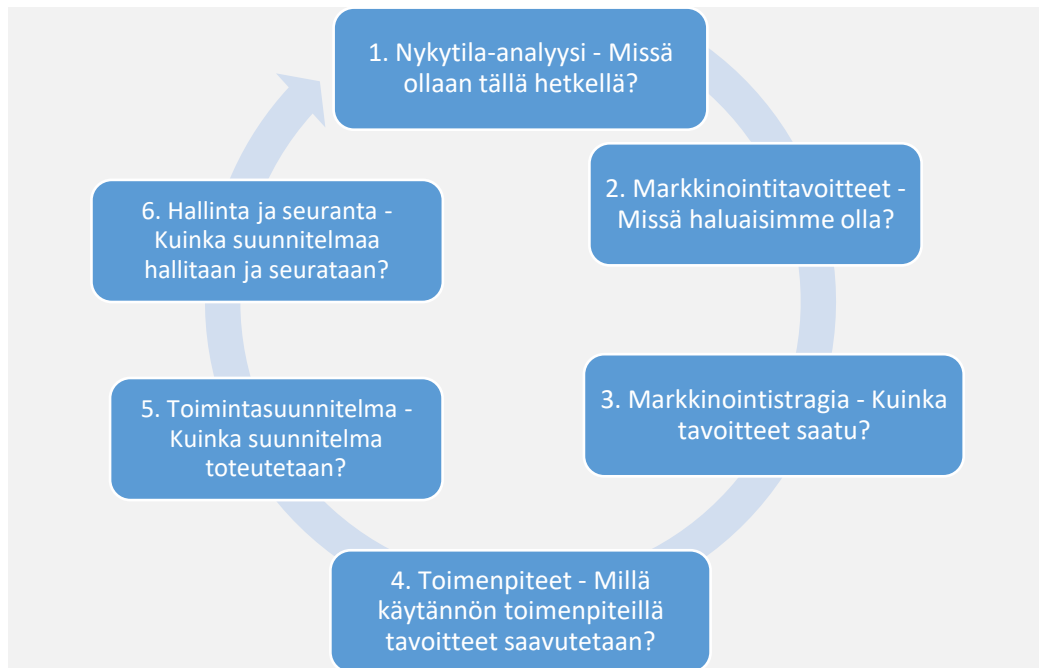 1. Nykytila-analyysi - Missä
ollaan tällä hetkellä?
2. Markkinointitavoitteet -
Missä haluaisimme olla?
3. Markkinointistragia - Kuinka
tavoitteet saatu?
4. Toimenpiteet - Millä
käytännön toimenpiteillä
tavoitteet saavutetaan?
5. Toimintasuunnitelma -
Kuinka suunnitelma
toteutetaan?
6. Hallinta ja seuranta -
Kuinka suunnitelmaa
hallitaan ja seurataan?